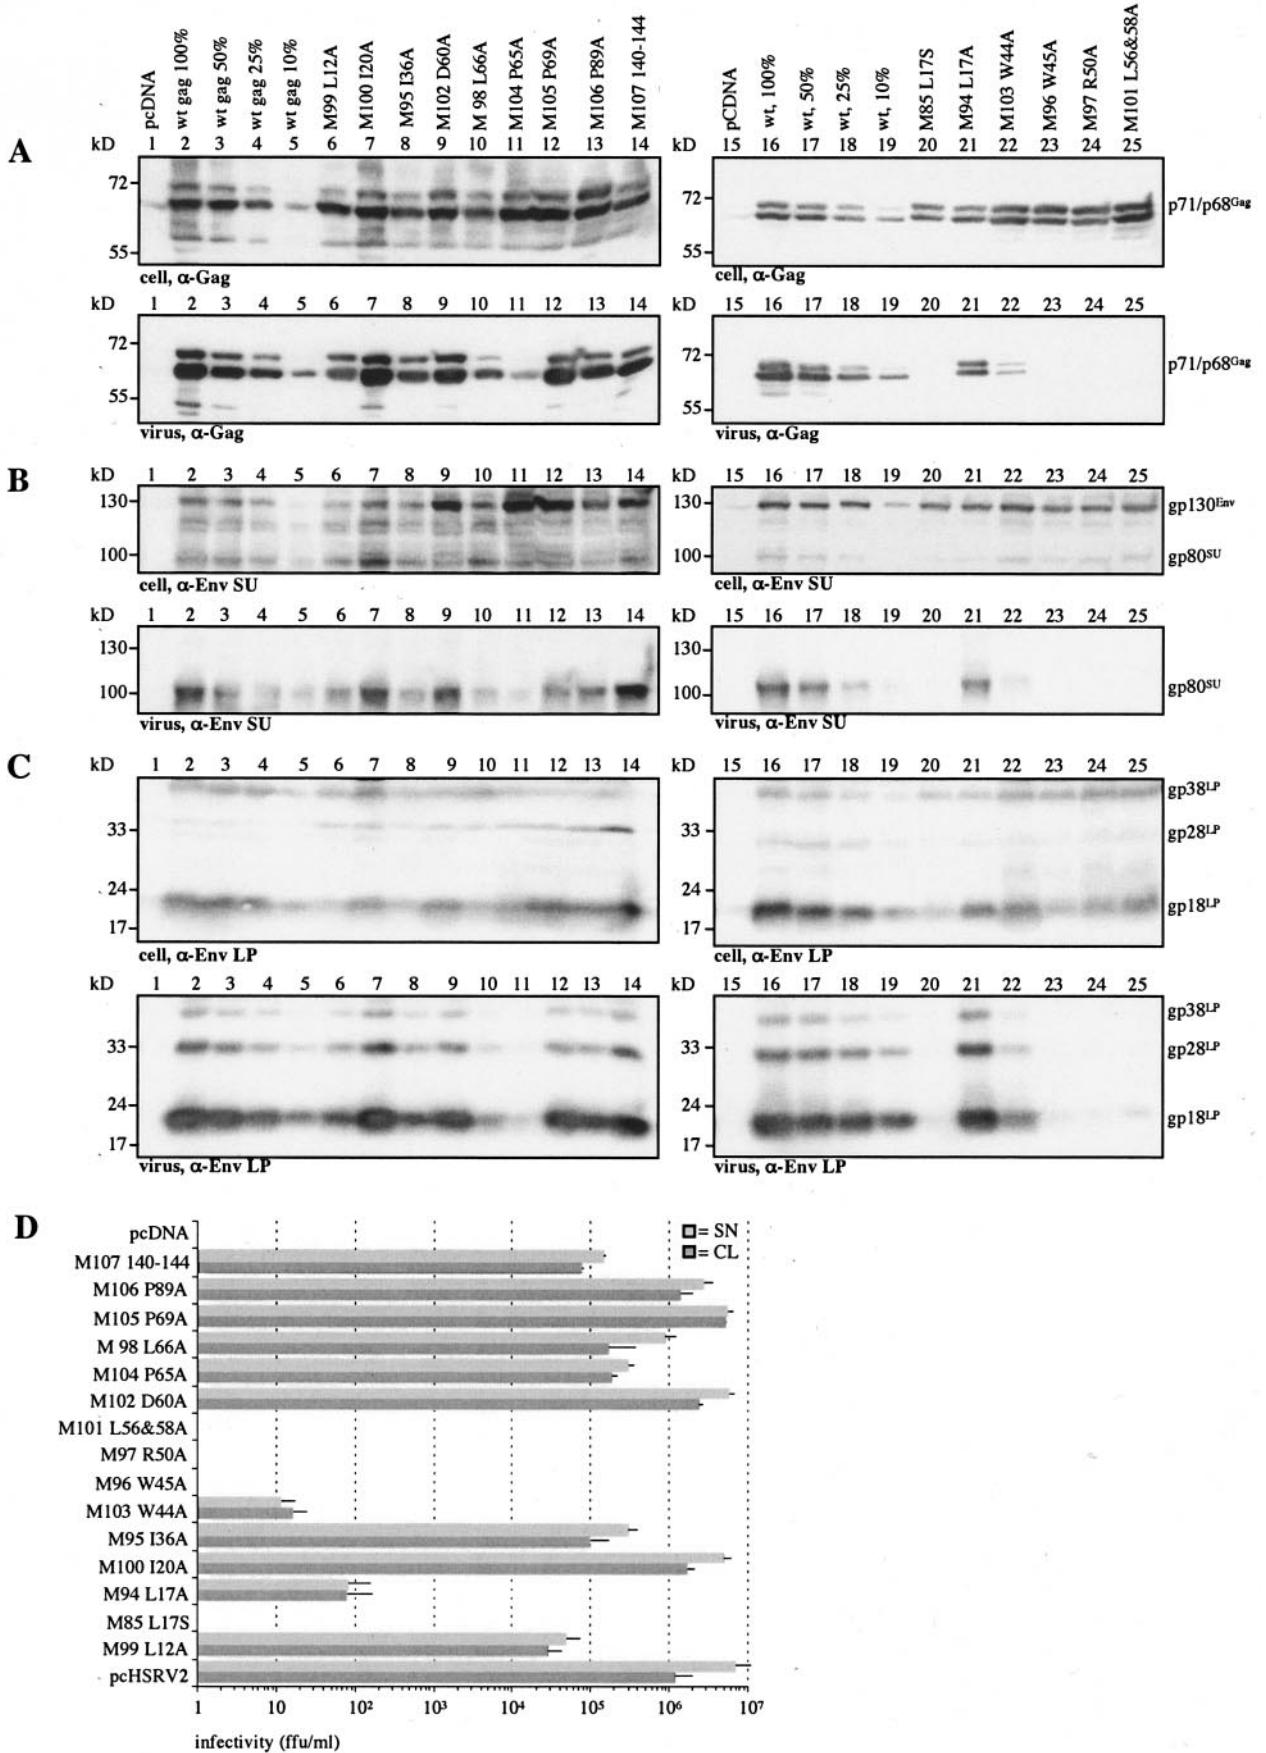 pcDNA
wt gag 100%
wt gag 50%
wt gag 25%
wt gag 10%
M99 L12A
M100 I20A
M95 I36A
M102 D60A
M 98 L66A
M104 P65A
M105 P69A
M106 P89A
M107 140-144
pCDNA
wt, 100%
wt, 50%
wt, 25%
wt, 10%
M85 L17S
M94 L17A
M103 W44A
M96 W45A
M97 R50A
M101 L56&58A
A
kD 1 2 3 4 5 6 7 8 9 10 11 12 13 14
72
55
cell, α-Gag
kD 15 16 17 18 19 20 21 22 23 24 25
72
55
p71/p68Gag
cell, α-Gag
kD 1 2 3 4 5 6 7 8 9 10 11 12 13 14
72
55
virus, α-Gag
kD 15 16 17 18 19 20 21 22 23 24 25
72
55
p71/p68Gag
virus, α-Gag
B
kD 1 2 3 4 5 6 7 8 9 10 11 12 13 14
130
100
cell, α-Env SU
kD 15 16 17 18 19 20 21 22 23 24 25
130
100
gp130Env
gp80SU
cell, α-Env SU
kD 1 2 3 4 5 6 7 8 9 10 11 12 13 14
130
100
virus, α-Env SU
kD 15 16 17 18 19 20 21 22 23 24 25
130
100
gp80SU
virus, α-Env SU
C
kD 1 2 3 4 5 6 7 8 9 10 11 12 13 14
33
24
17
cell, α-Env LP
kD 15 16 17 18 19 20 21 22 23 24 25
33
24
17
gp38LP
gp28LP
gp18LP
cell, α-Env LP
kD 1 2 3 4 5 6 7 8 9 10 11 12 13 14
33
24
17
virus, α-Env LP
kD 15 16 17 18 19 20 21 22 23 24 25
33
24
17
gp38LP
gp28LP
gp18LP
virus, α-Env LP
D
= SN
= CL
pcDNA
M107 140-144
M106 P89A
M105 P69A
M 98 L66A
M104 P65A
M102 D60A
M101 L56&58A
M97 R50A
M96 W45A
M103 W44A
M95 I36A
M100 I20A
M94 L17A
M85 L17S
M99 L12A
pcHSRV2
1 10 10² 10³ 10⁴ 10⁵ 10⁶ 10⁷
infectivity (ffu/ml)